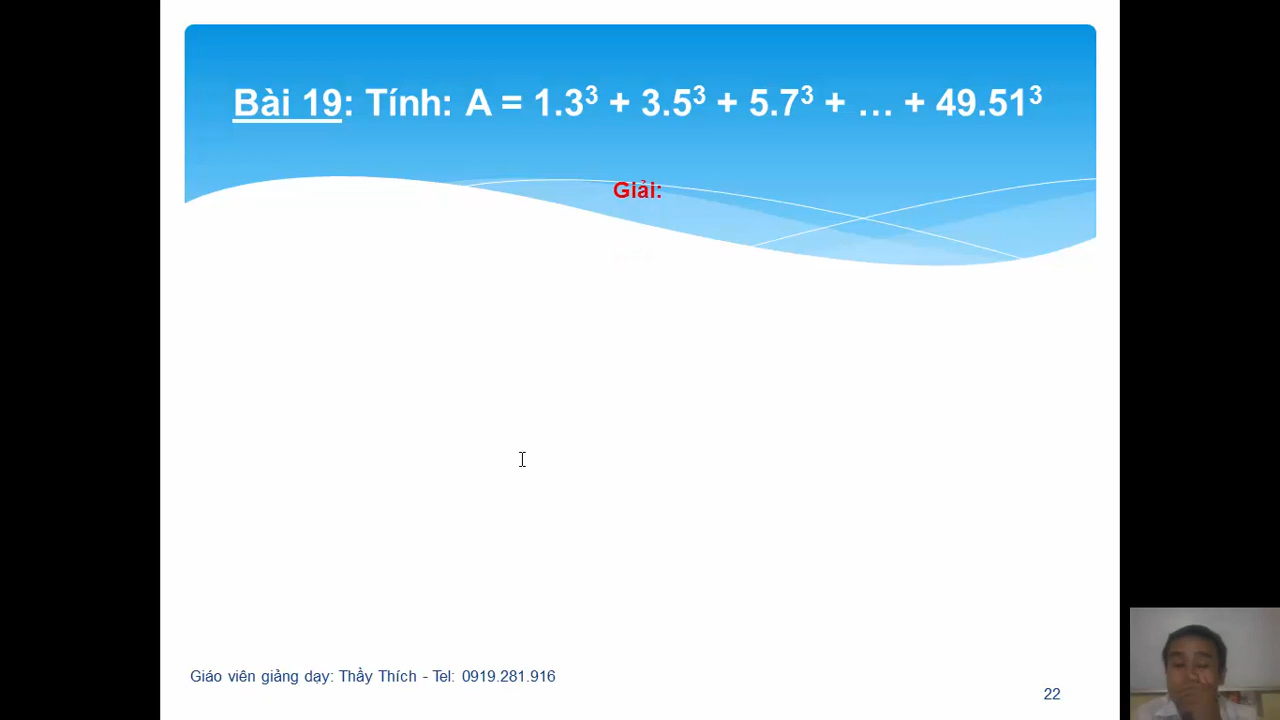 Bài 19: Tính: A = 1.3³ + 3.5³ + 5.7³ + … + 49.51³
Giải:
Giáo viên giảng dạy: Thầy Thích - Tel: 0919.281.916
22